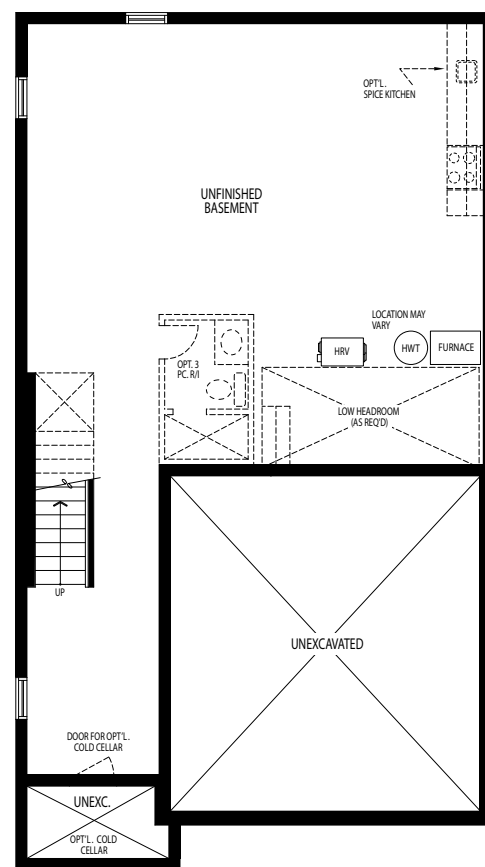 OPT'L.
SPICE KITCHEN
UNFINISHED
BASEMENT
LOCATION MAY
VARY
HRV
HWT
FURNACE
OPT. 3
PC. R/I
LOW HEADROOM
(AS REQ'D)
UP
UNEXCAVATED
DOOR FOR OPT'L.
COLD CELLAR
UNEXC.
OPT'L. COLD
CELLAR